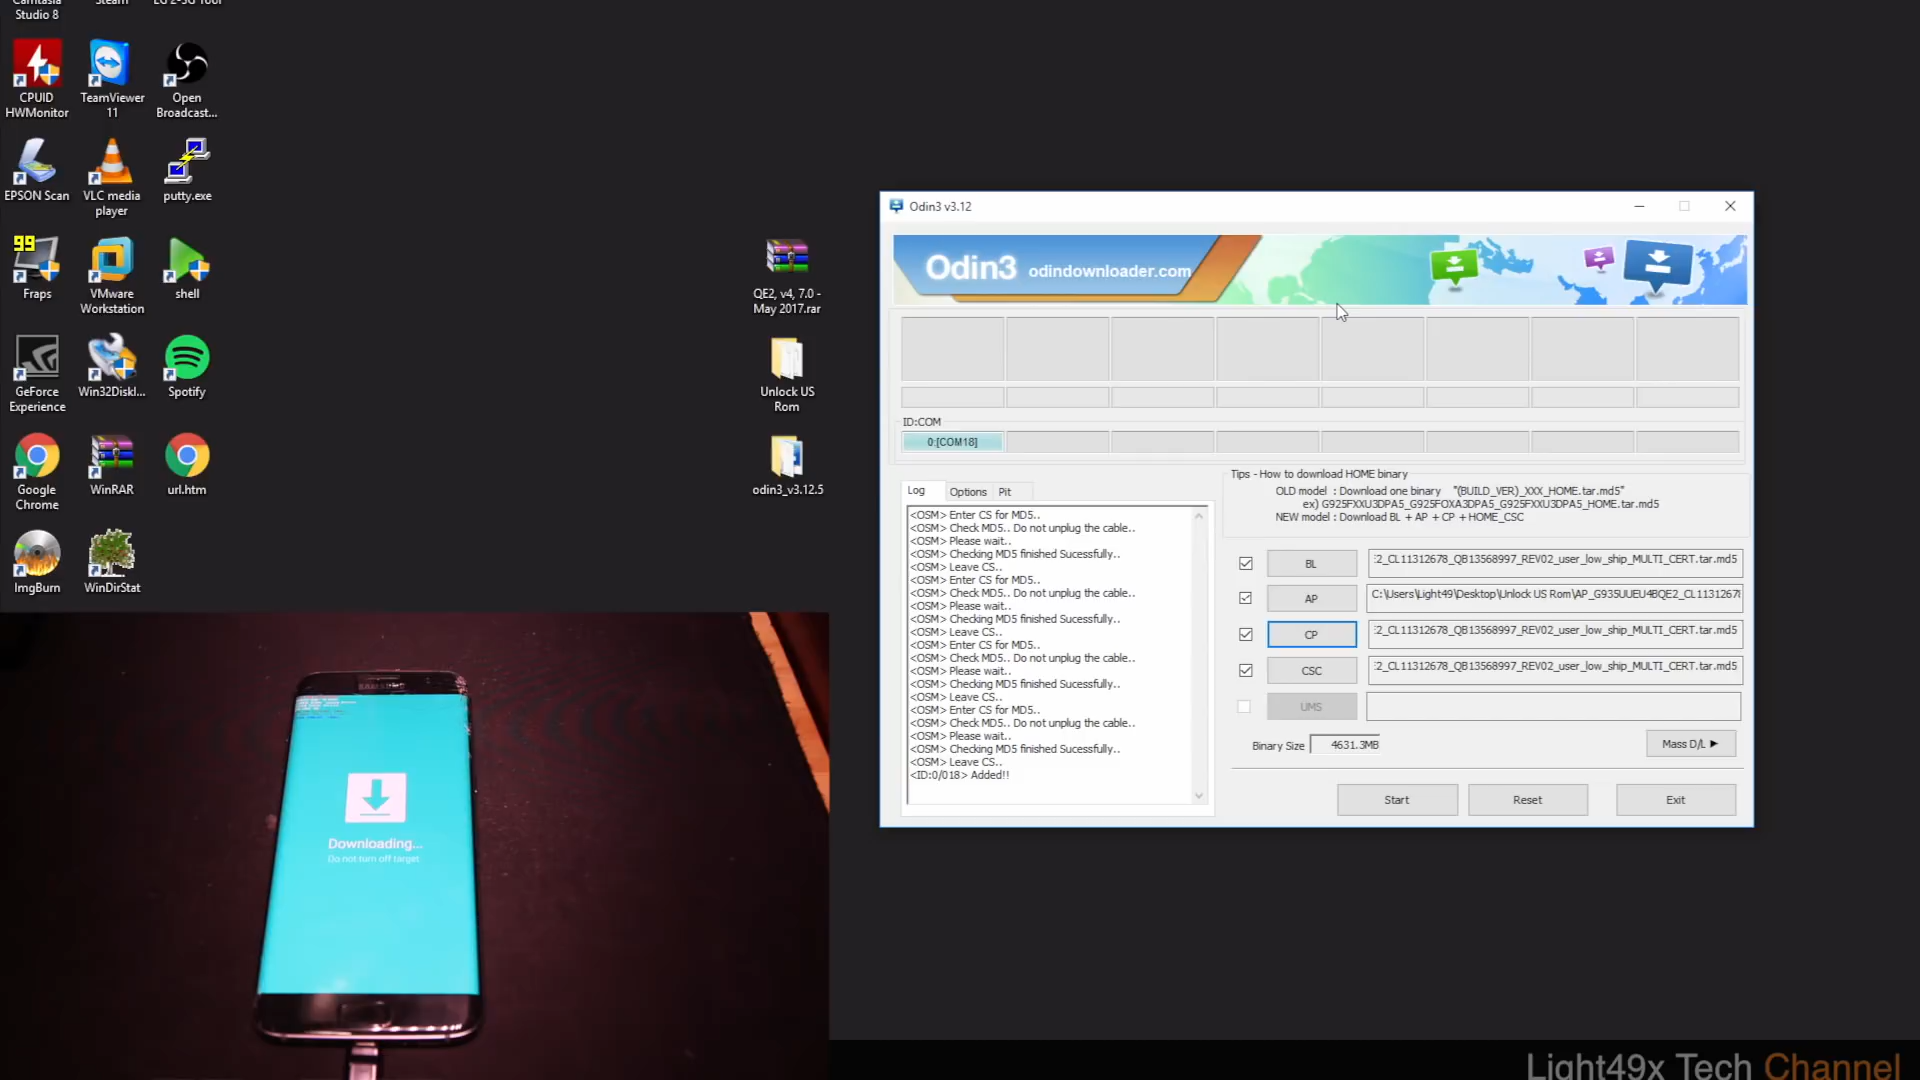 Camtasia
Studio 8
Steam
LG 2-3G Tool
CPUID
HWMonitor
TeamViewer
11
Open
Broadcast...
EPSON Scan
VLC media
player
putty.exe
99
Fraps
VMware
Workstation
shell
GeForce
Experience
Win32DiskI...
Spotify
Google
Chrome
WinRAR
url.htm
ImgBurn
WinDirStat
QE2, v4, 7.0 -
May 2017.rar
Unlock US
Rom
odin3_v3.12.5
Odin3 v3.12
Odin3 odindownloader.com
ID:COM
0:[COM18]
Log Options Pit
<OSM> Enter CS for MD5..
<OSM> Check MD5.. Do not unplug the cable..
<OSM> Please wait..
<OSM> Checking MD5 finished Sucessfully..
<OSM> Leave CS..
<OSM> Enter CS for MD5..
<OSM> Check MD5.. Do not unplug the cable..
<OSM> Please wait..
<OSM> Checking MD5 finished Sucessfully..
<OSM> Leave CS..
<OSM> Enter CS for MD5..
<OSM> Check MD5.. Do not unplug the cable..
<OSM> Please wait..
<OSM> Checking MD5 finished Sucessfully..
<OSM> Leave CS..
<OSM> Enter CS for MD5..
<OSM> Check MD5.. Do not unplug the cable..
<OSM> Please wait..
<OSM> Checking MD5 finished Sucessfully..
<OSM> Leave CS..
<ID:0/018> Added!!
Tips - How to download HOME binary
OLD model : Download one binary "(BUILD_VER)_XXX_HOME.tar.md5"
ex) G925FXXU3DPA5_G925FOXA3DPA5_G925FXXU3DPA5_HOME.tar.md5
NEW model : Download BL + AP + CP + HOME_CSC
BL :2_CL11312678_QB13568997_REV02_user_low_ship_MULTI_CERT.tar.md5
AP C:\Users\Light49\Desktop\Unlock US Rom\AP_G935UUEU4BQE2_CL11312678
CP :2_CL11312678_QB13568997_REV02_user_low_ship_MULTI_CERT.tar.md5
CSC :2_CL11312678_QB13568997_REV02_user_low_ship_MULTI_CERT.tar.md5
UMS
Binary Size 4631.3MB
Mass D/L ►
Start Reset Exit
SAMSUNG
Downloading...
Do not turn off target
Light49x Tech Channel